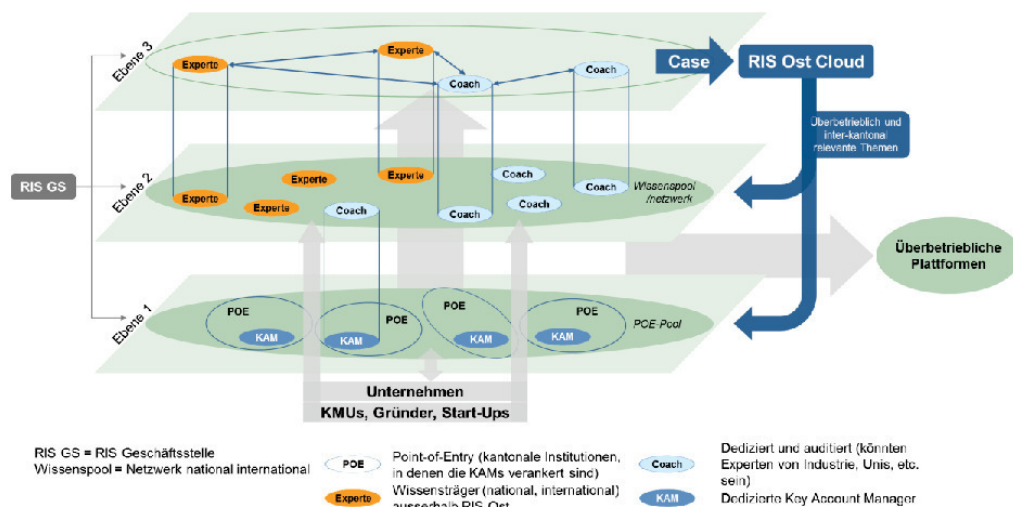 Ebene 3
Experte
Experte
Coach
Coach
Case
RIS Ost Cloud
Überbetrieblich und
inter-kantonal
relevante Themen
RIS GS
Ebene 2
Experte
Experte
Experte
Experte
Coach
Coach
Coach
Coach
Coach
Wissenspool
/netzwerk
Überbetriebliche
Plattformen
Ebene 1
POE
KAM
POE
KAM
POE
KAM
POE
KAM
POE-Pool
Unternehmen
KMUs, Gründer, Start-Ups
RIS GS = RIS Geschäftsstelle
Wissenspool = Netzwerk national international
POE
Point-of-Entry (kantonale Institutionen,
in denen die KAMs verankert sind)
Experte
Wissensträger (national, international)
ausserhalb RIS Ost
Coach
Dediziert und auditiert (könnten
Experten von Industrie, Unis, etc.
sein)
KAM
Dedizierte Key Account Manager